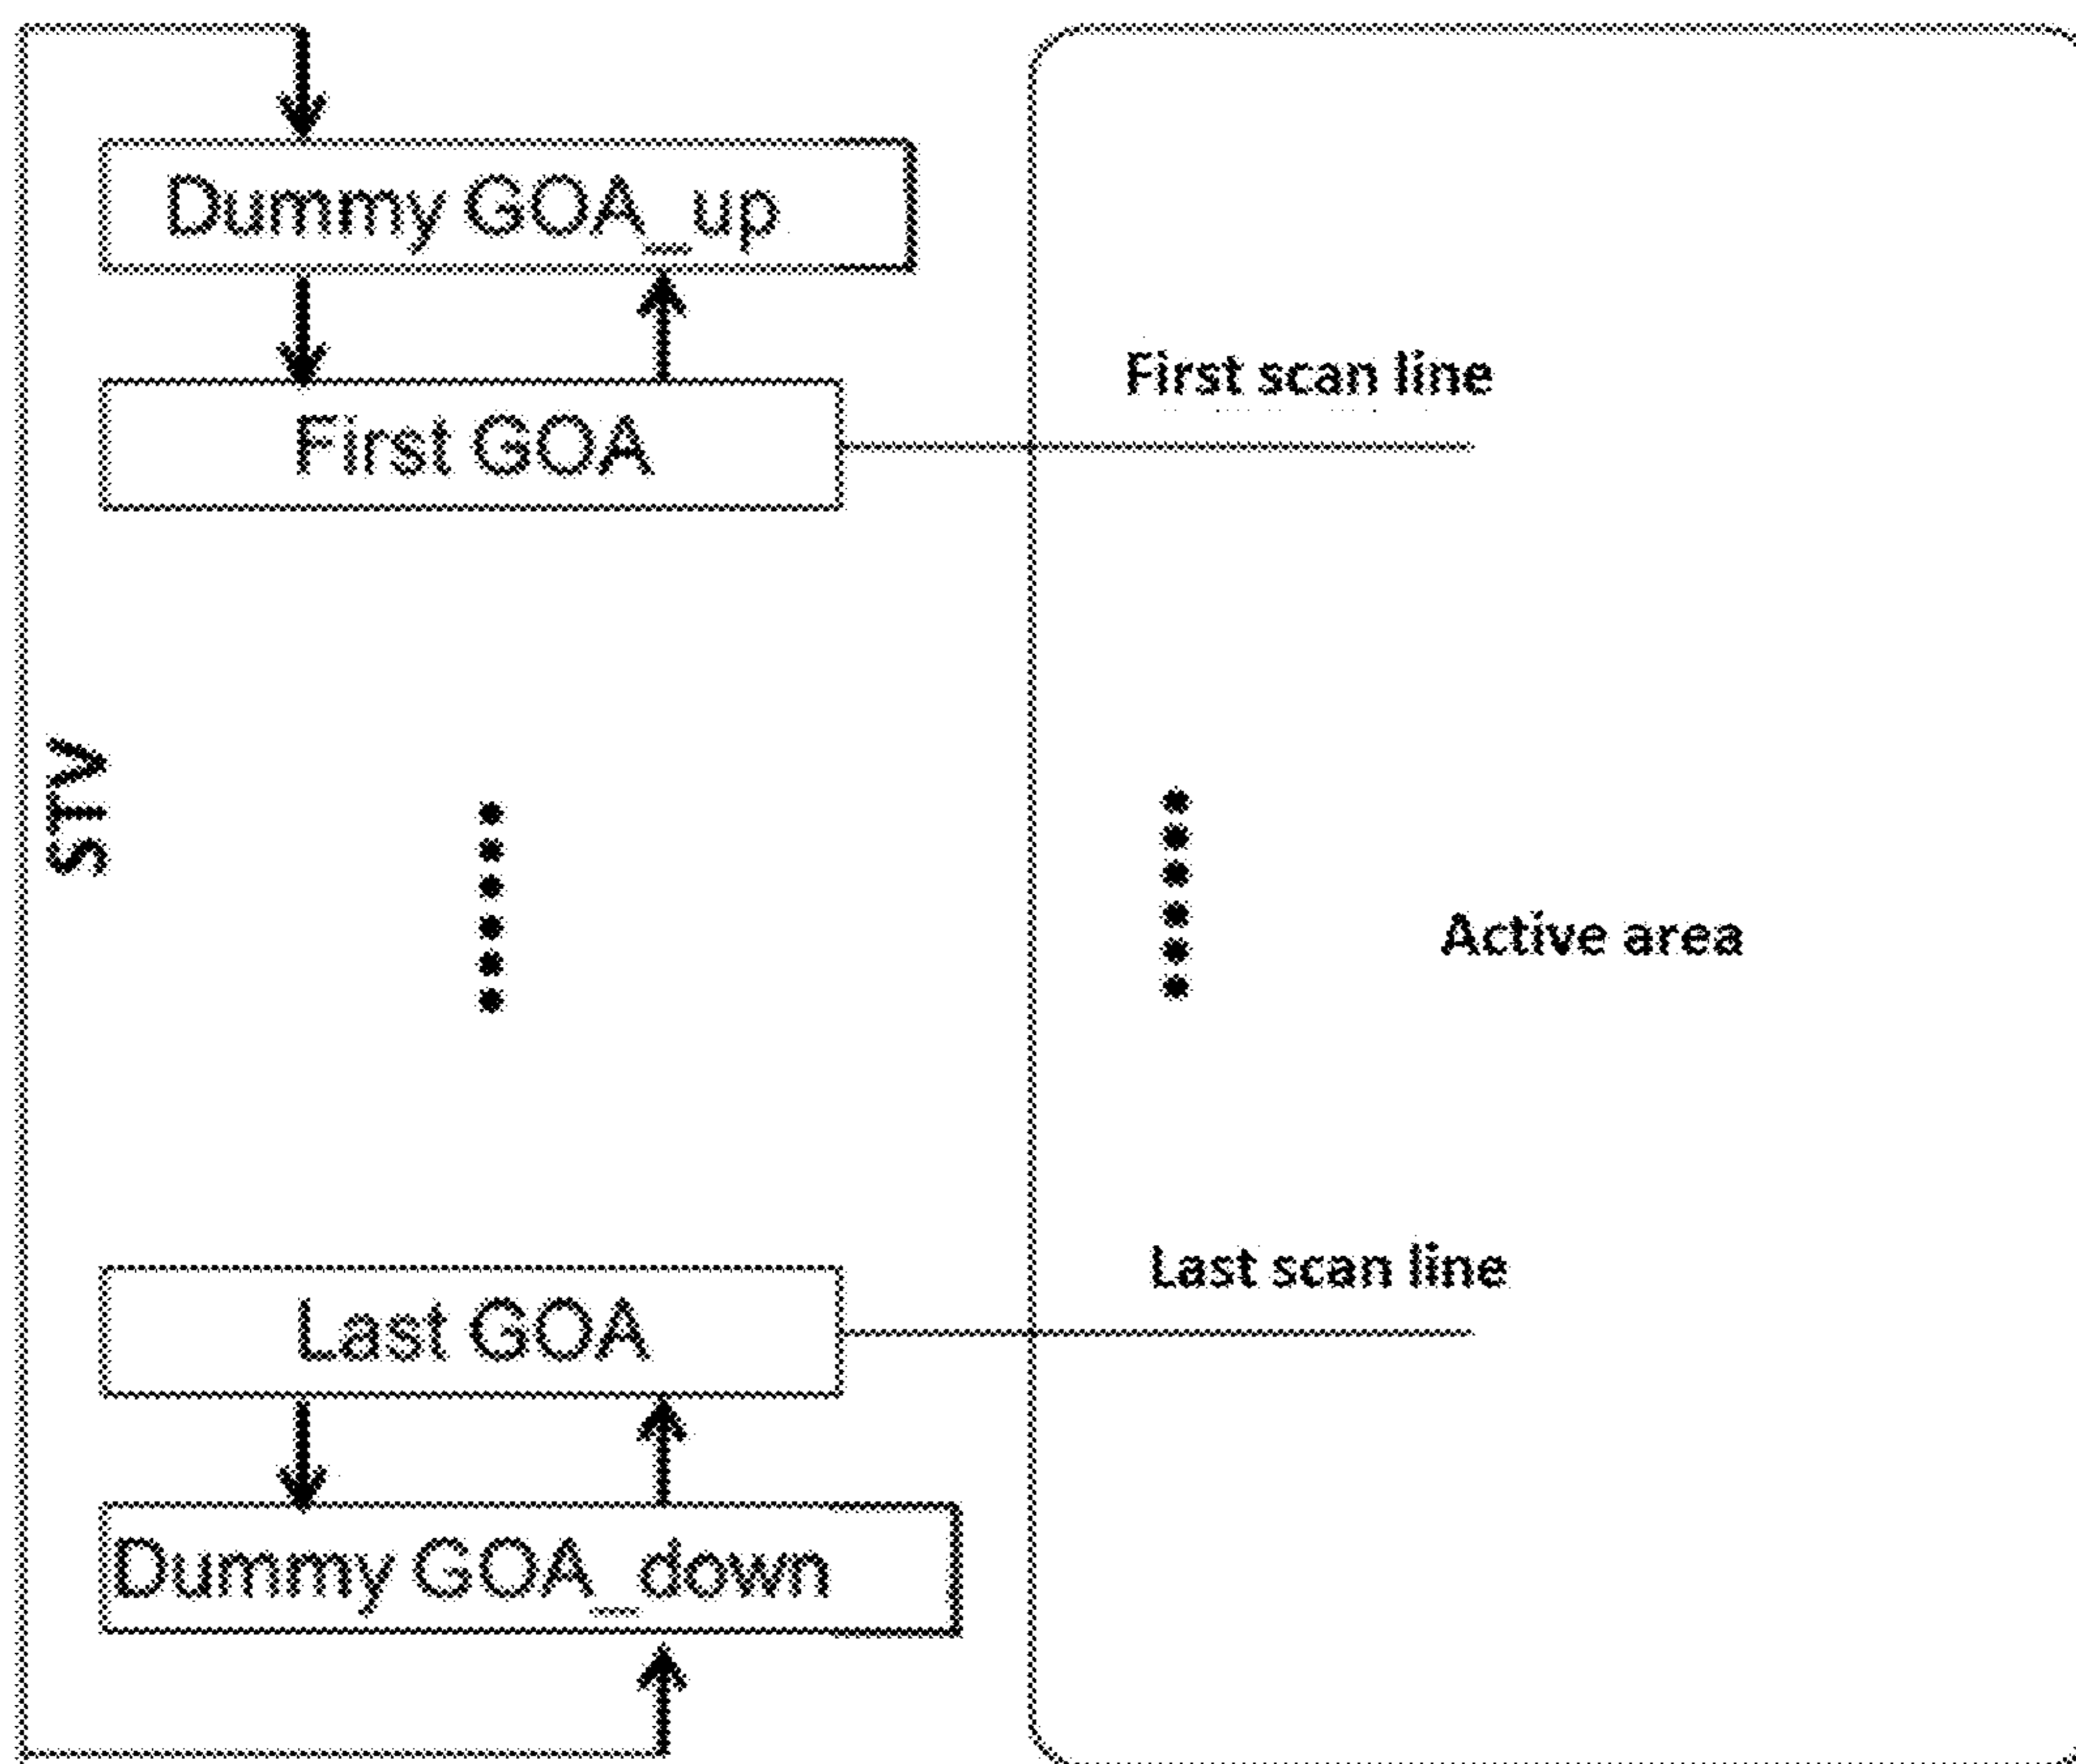 Dummy GOA_up
First scan line
First GOA
STV
Active area
Last scan line
Last GOA
Dummy GOA_down